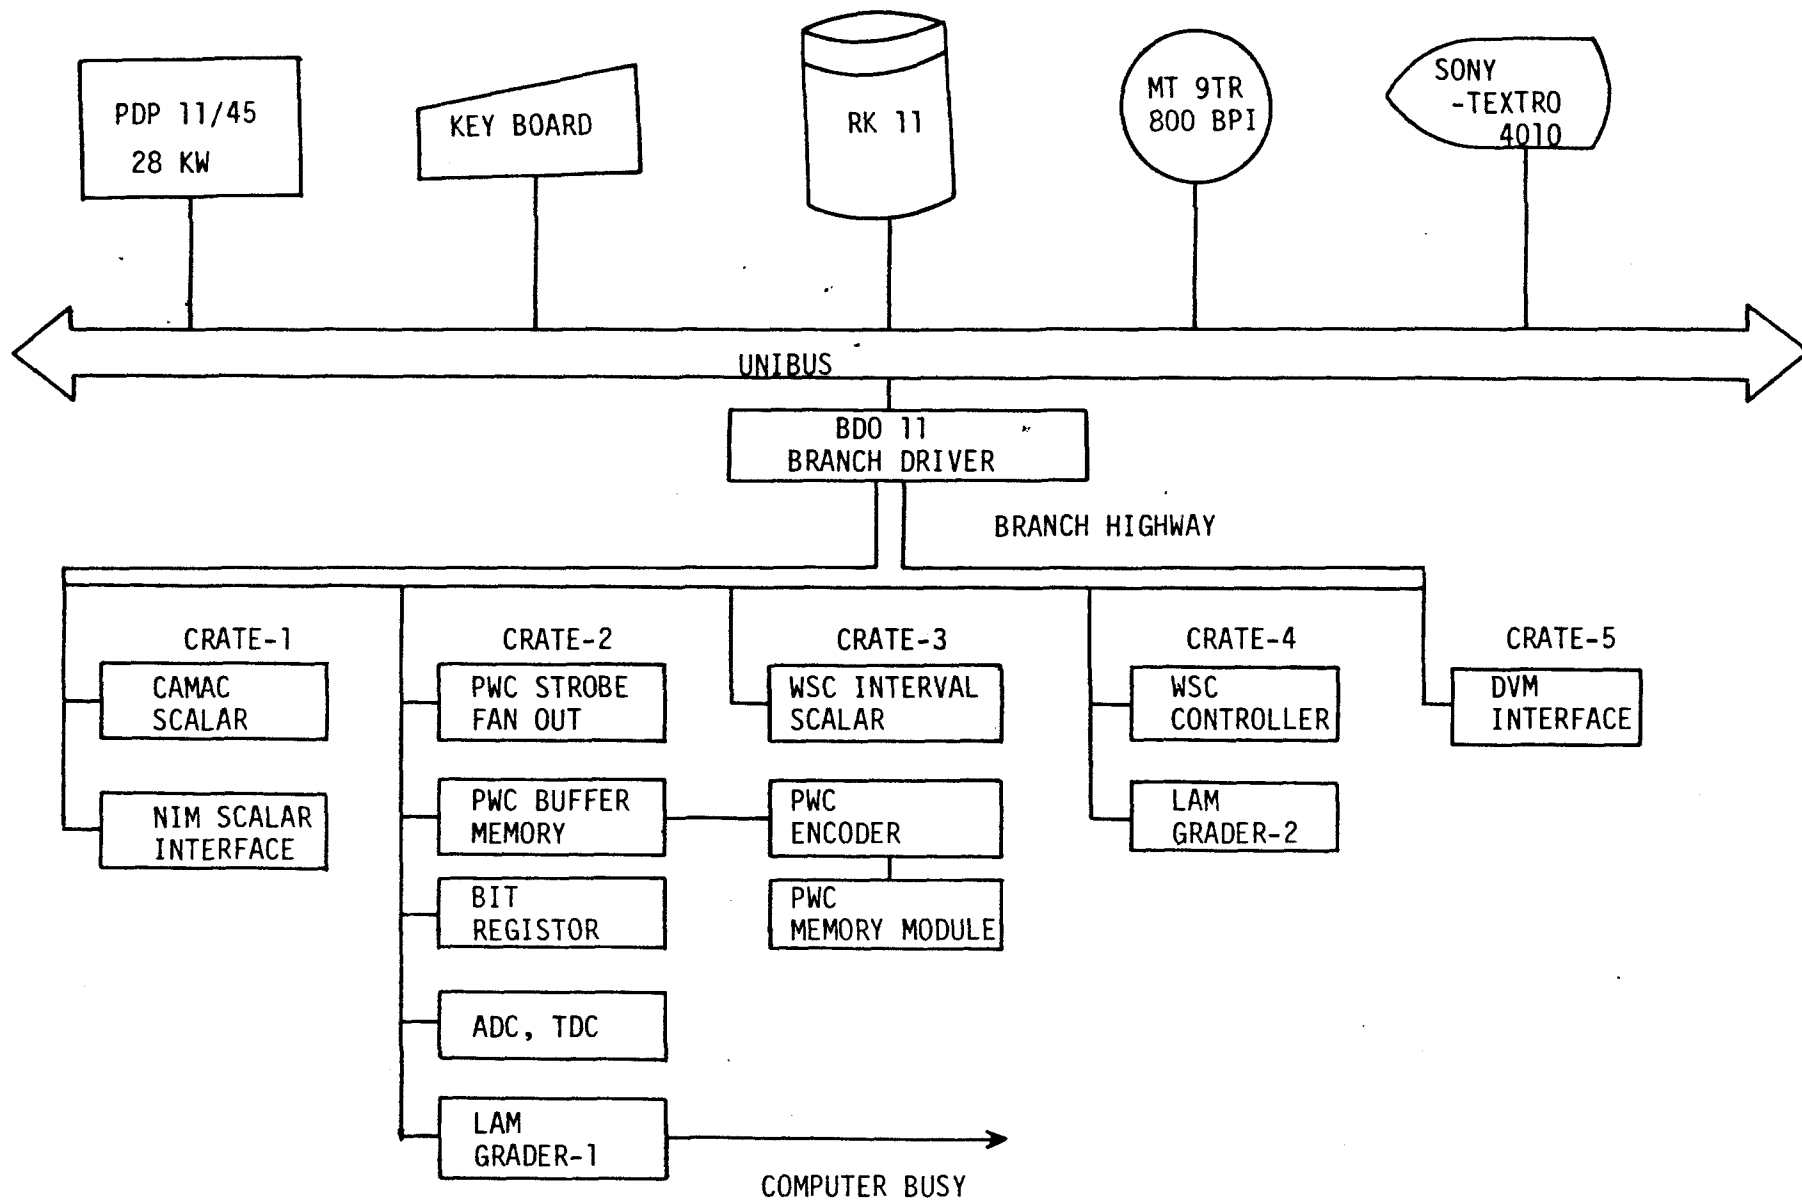 PDP 11/45
28 KW
KEY BOARD
RK 11
MT 9TR
800 BPI
SONY
-TEXTRO
4010
UNIBUS
BDO 11
BRANCH DRIVER
BRANCH HIGHWAY
CRATE-1
CAMAC
SCALAR
NIM SCALAR
INTERFACE
CRATE-2
PWC STROBE
FAN OUT
PWC BUFFER
MEMORY
BIT
REGISTOR
ADC, TDC
LAM
GRADER-1
COMPUTER BUSY
CRATE-3
WSC INTERVAL
SCALAR
PWC
ENCODER
PWC
MEMORY MODULE
CRATE-4
WSC
CONTROLLER
LAM
GRADER-2
CRATE-5
DVM
INTERFACE